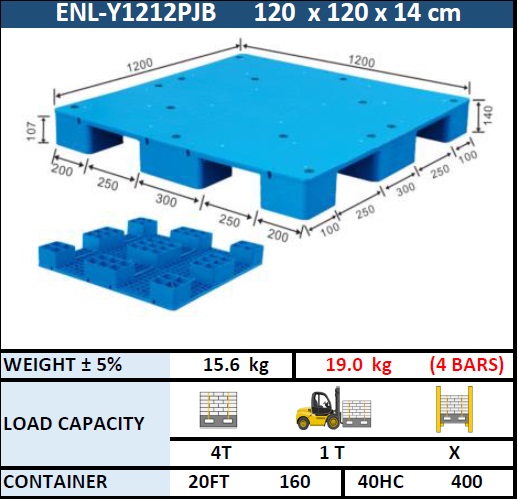 ENL-Y1212PJB 120 x 120 x 14 cm
1200 1200
107 140
200 250 300 250 200 100 250 300 250 100
WEIGHT ± 5% 15.6 kg 19.0 kg (4 BARS)
LOAD CAPACITY
4T 1 T X
CONTAINER 20FT 160 40HC 400